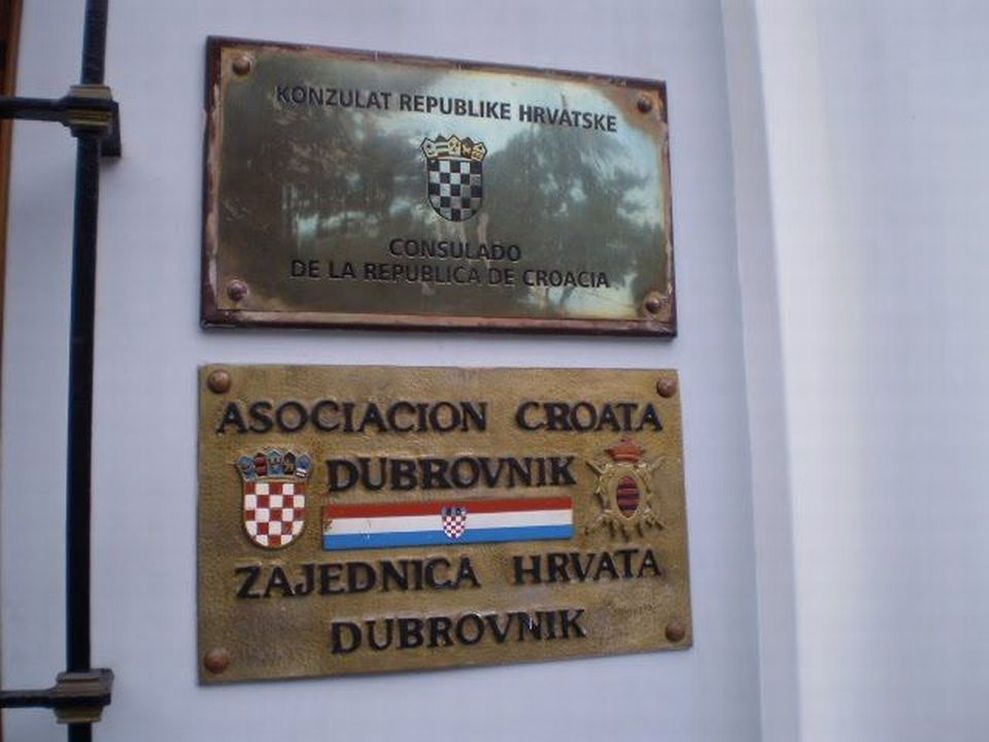 KONZULAT REPUBLIKE HRVATSKE
CONSULADO
DE LA REPUBLICA DE CROACIA
ASOCIACION CROATA
DUBROVNIK
ZAJEDNICA HRVATA
DUBROVNIK